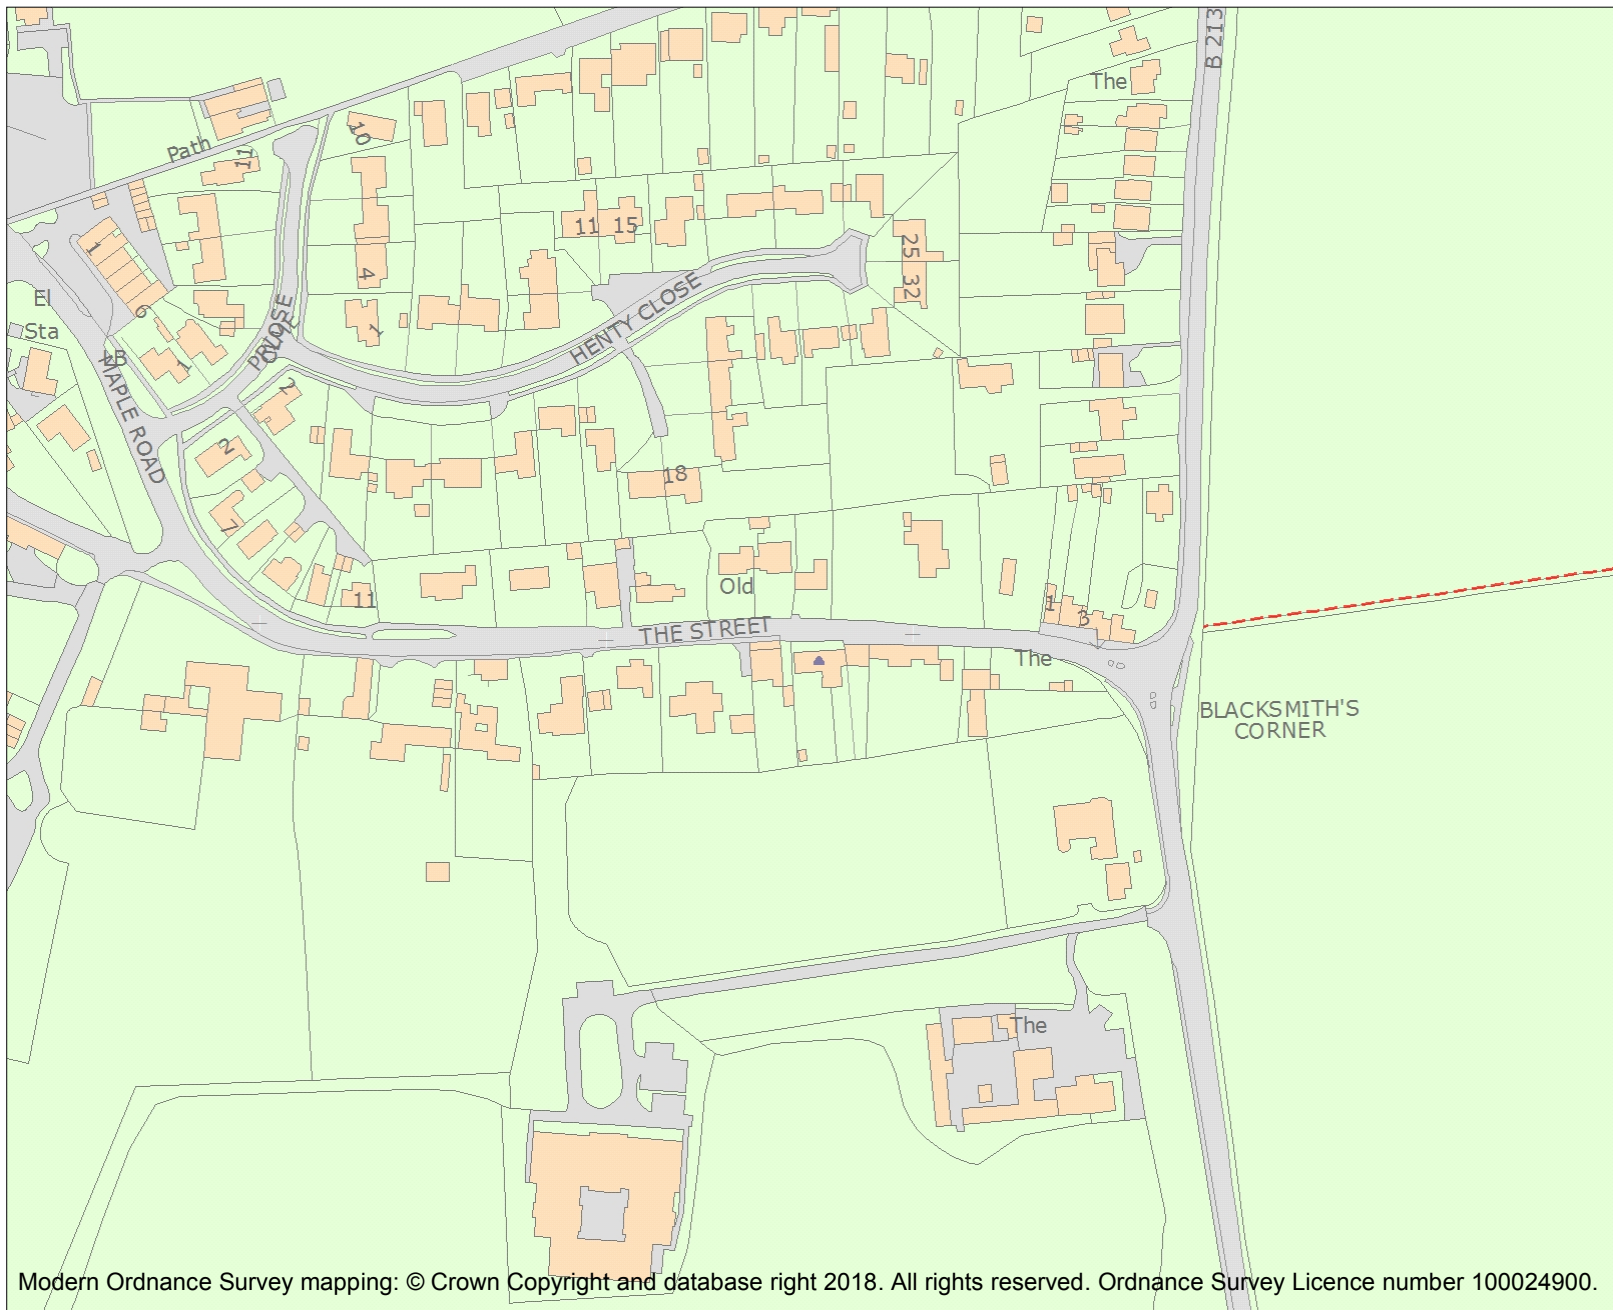 B 213
The
Path
11
10
1
11 15
25
32
4
6
El
Sta
LB
1
1
HENTY CLOSE
MAPLE ROAD
2
2
7
18
11
Old
THE STREET
1
3
The
BLACKSMITH'S
CORNER
The
Modern Ordnance Survey mapping: © Crown Copyright and database right 2018. All rights reserved. Ordnance Survey Licence number 100024900.